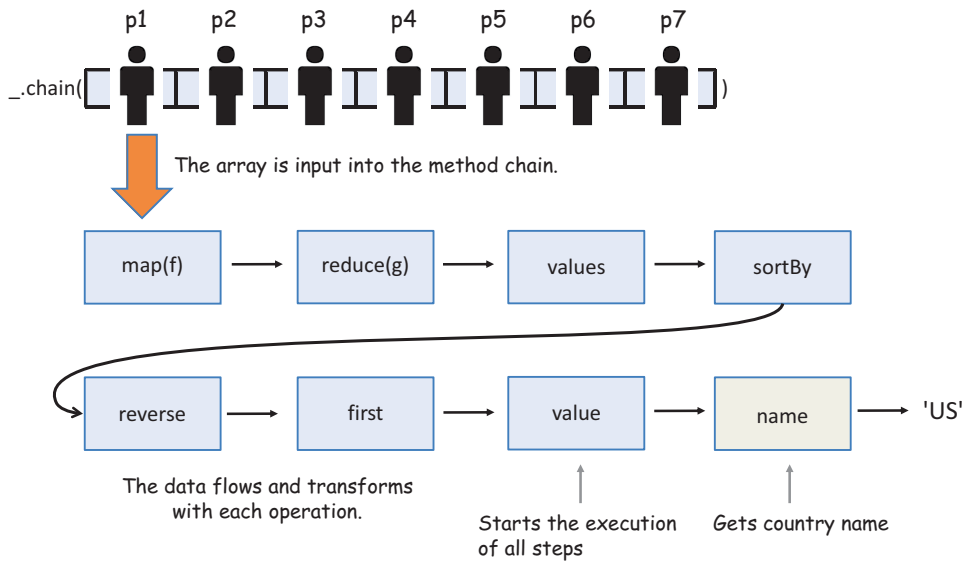 p1 p2 p3 p4 p5 p6 p7
_.chain( )
The array is input into the method chain.
map(f) reduce(g) values sortBy
reverse first value name 'US'
The data flows and transforms
with each operation.
Starts the execution
of all steps
Gets country name